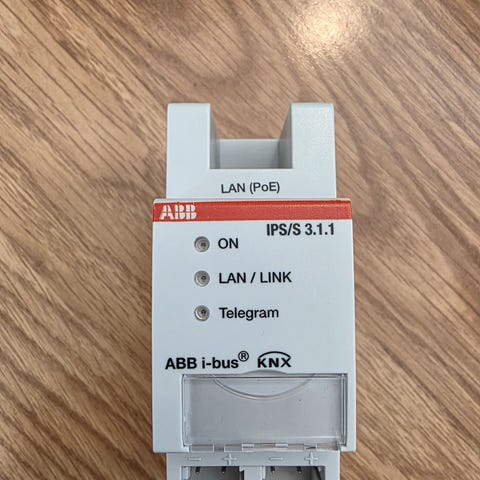 LAN (PoE)
ABB
IPS/S 3.1.1
ON
LAN / LINK
Telegram
ABB i-bus® KNX
− + − +